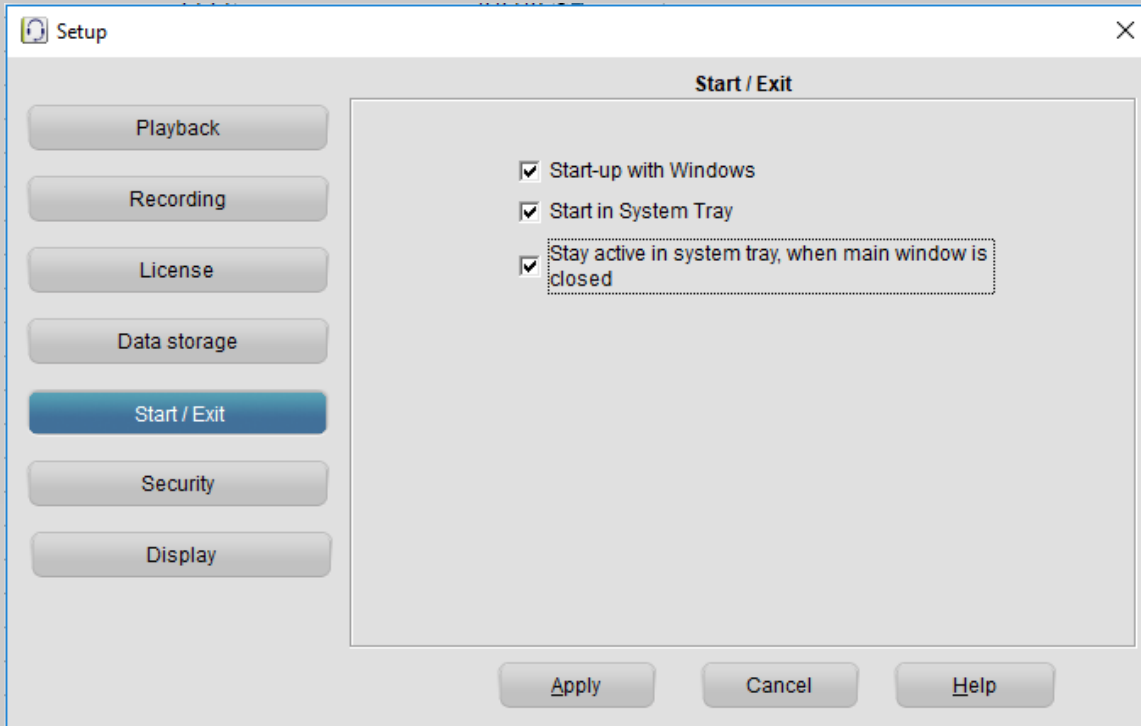 Setup
Start / Exit
Playback
Recording
License
Data storage
Start / Exit
Security
Display
Start-up with Windows
Start in System Tray
Stay active in system tray, when main window is
closed
Apply
Cancel
Help